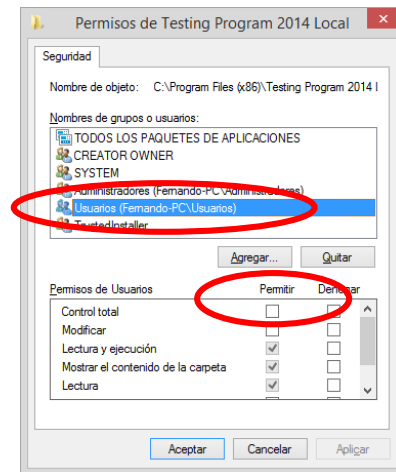 Permisos de Testing Program 2014 Local
Seguridad
Nombre de objeto: C:\Program Files (x86)\Testing Program 2014 l
Nombres de grupos o usuarios:
TODOS LOS PAQUETES DE APLICACIONES
CREATOR OWNER
SYSTEM
Administradores (Fernando-PC\Administradores)
Usuarios (Fernando-PC\Usuarios)
TrustedInstaller
Agregar... Quitar
Permisos de Usuarios Permitir Denegar
Control total
Modificar
Lectura y ejecución
Mostrar el contenido de la carpeta
Lectura
Aceptar Cancelar Aplicar